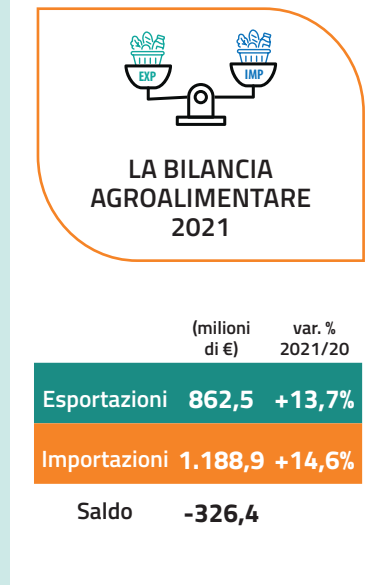 EXP
IMP
LA BILANCIA
AGROALIMENTARE
2021
(milioni
di €)
var. %
2021/20
Esportazioni 862,5 +13,7%
Importazioni 1.188,9 +14,6%
Saldo -326,4